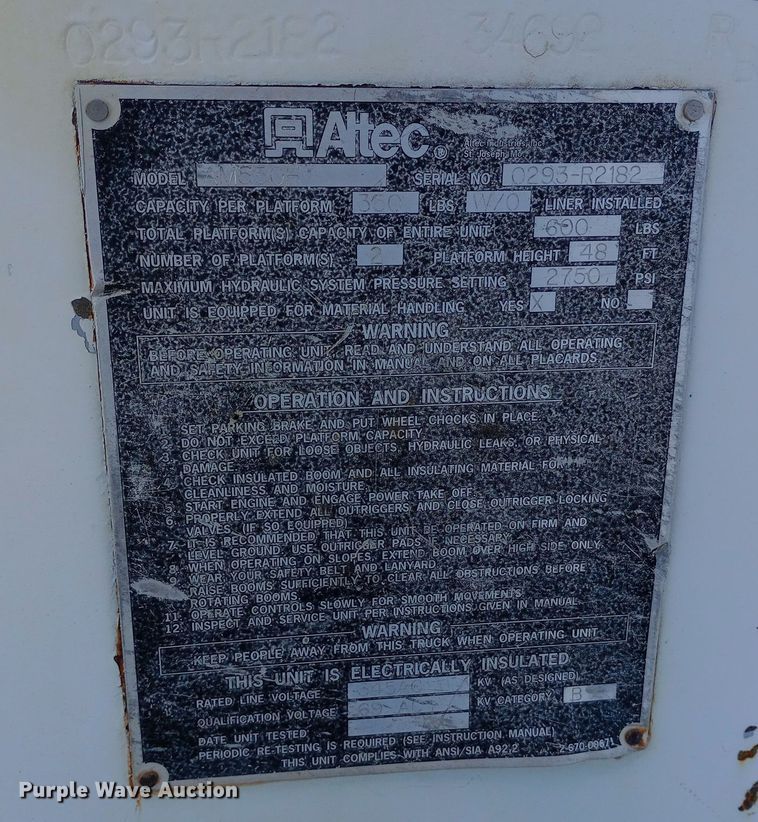 0293R2182 34692 R
Altec®
Altec Industries, Inc.
St. Joseph, Mo.
MODEL SERIAL NO. 0293-R2182
CAPACITY PER PLATFORM 300 LBS W/O LINER INSTALLED
TOTAL PLATFORM(S) CAPACITY OF ENTIRE UNIT 600 LBS
NUMBER OF PLATFORM(S) 2 PLATFORM HEIGHT 48 FT
MAXIMUM HYDRAULIC SYSTEM PRESSURE SETTING 2750 PSI
UNIT IS EQUIPPED FOR MATERIAL HANDLING YES X NO
WARNING
BEFORE OPERATING UNIT, READ AND UNDERSTAND ALL OPERATING
AND SAFETY INFORMATION IN MANUAL AND ON ALL PLACARDS.
OPERATION AND INSTRUCTIONS
1. SET PARKING BRAKE AND PUT WHEEL CHOCKS IN PLACE.
2. DO NOT EXCEED PLATFORM CAPACITY.
3. CHECK UNIT FOR LOOSE OBJECTS, HYDRAULIC LEAKS, OR PHYSICAL
DAMAGE.
4. CHECK INSULATED BOOM AND ALL INSULATING MATERIAL FOR
CLEANLINESS AND MOISTURE.
5. START ENGINE AND ENGAGE POWER TAKE OFF.
6. PROPERLY EXTEND ALL OUTRIGGERS AND CLOSE OUTRIGGER LOCKING
VALVES. (IF SO EQUIPPED)
7. IT IS RECOMMENDED THAT THIS UNIT BE OPERATED ON FIRM AND
LEVEL GROUND. USE OUTRIGGER PADS IF NECESSARY.
8. WHEN OPERATING ON SLOPES, EXTEND BOOM OVER HIGH SIDE ONLY.
9. WEAR YOUR SAFETY BELT AND LANYARD.
RAISE BOOMS SUFFICIENTLY TO CLEAR ALL OBSTRUCTIONS BEFORE
ROTATING BOOMS.
11. OPERATE CONTROLS SLOWLY FOR SMOOTH MOVEMENTS.
12. INSPECT AND SERVICE UNIT PER INSTRUCTIONS GIVEN IN MANUAL.
WARNING
KEEP PEOPLE AWAY FROM THIS TRUCK WHEN OPERATING UNIT
THIS UNIT IS ELECTRICALLY INSULATED
RATED LINE VOLTAGE KV (AS DESIGNED)
QUALIFICATION VOLTAGE KV CATEGORY B
DATE UNIT TESTED
PERIODIC RE-TESTING IS REQUIRED (SEE INSTRUCTION MANUAL)
THIS UNIT COMPLIES WITH ANSI/SIA A92.2
Purple Wave Auction